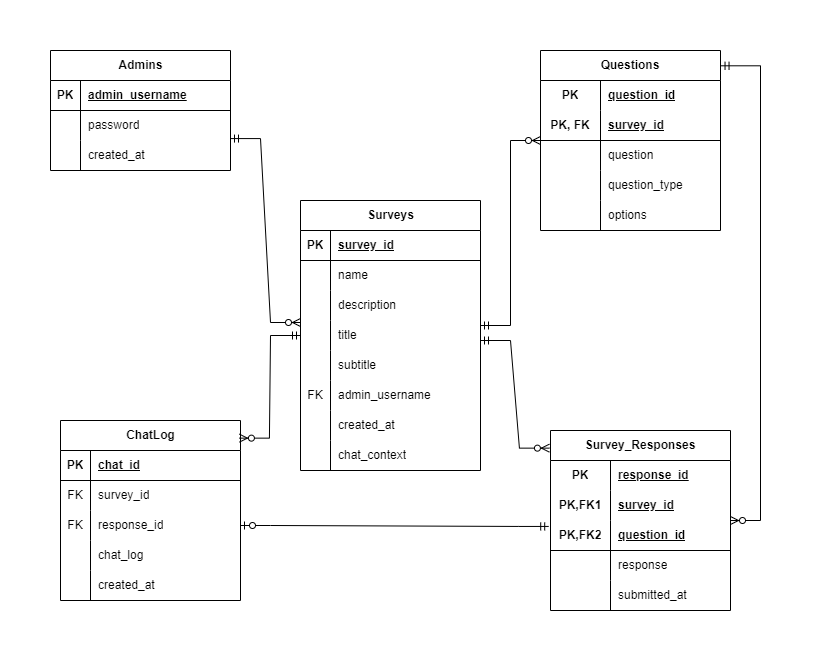 Admins
PK admin_username
password
created_at
Questions
PK question_id
PK, FK survey_id
question
question_type
options
Surveys
PK survey_id
name
description
title
subtitle
FK admin_username
created_at
chat_context
ChatLog
PK chat_id
FK survey_id
FK response_id
chat_log
created_at
Survey_Responses
PK response_id
PK,FK1 survey_id
PK,FK2 question_id
response
submitted_at